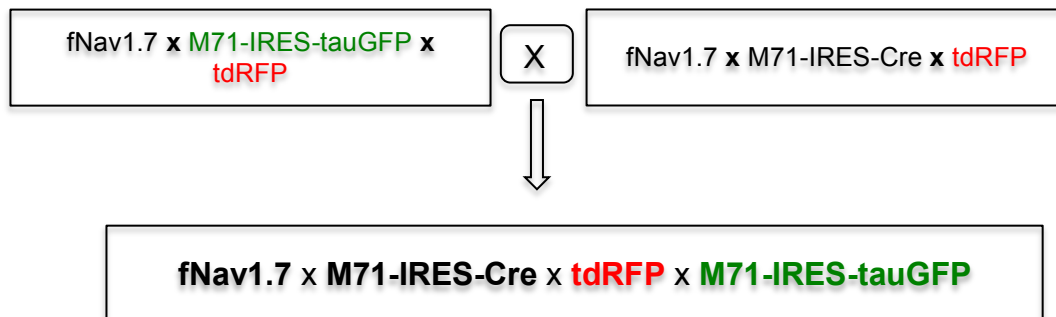 fNav1.7 x M71-IRES-tauGFP x
tdRFP
X
fNav1.7 x M71-IRES-Cre x tdRFP
fNav1.7 x M71-IRES-Cre x tdRFP x M71-IRES-tauGFP